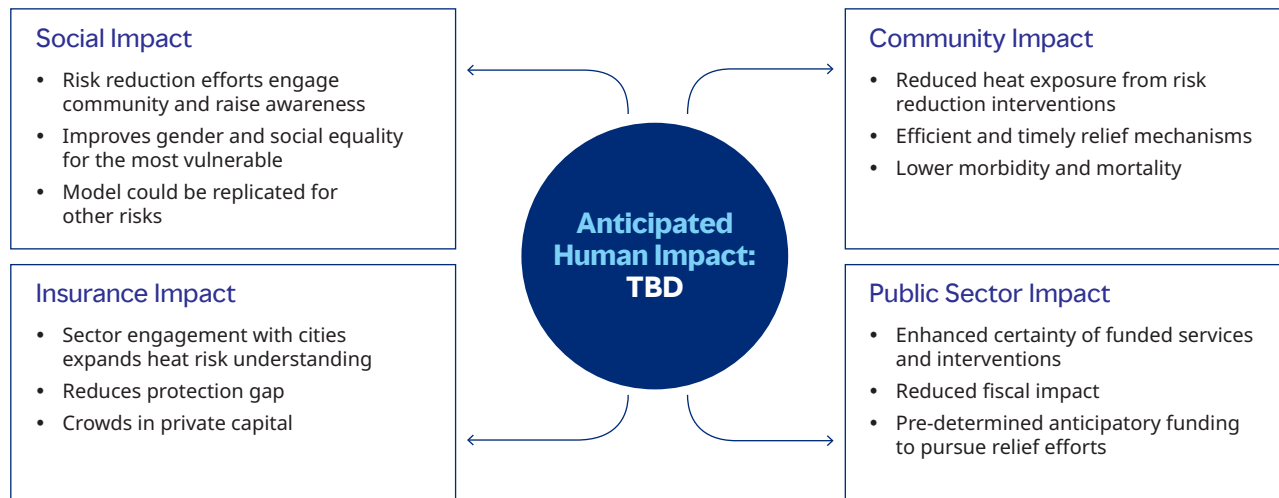 Social Impact
• Risk reduction efforts engage
community and raise awareness
• Improves gender and social equality
for the most vulnerable
• Model could be replicated for
other risks
Community Impact
• Reduced heat exposure from risk
reduction interventions
• Efficient and timely relief mechanisms
• Lower morbidity and mortality
Anticipated
Human Impact:
TBD
Insurance Impact
• Sector engagement with cities
expands heat risk understanding
• Reduces protection gap
• Crowds in private capital
Public Sector Impact
• Enhanced certainty of funded services
and interventions
• Reduced fiscal impact
• Pre-determined anticipatory funding
to pursue relief efforts